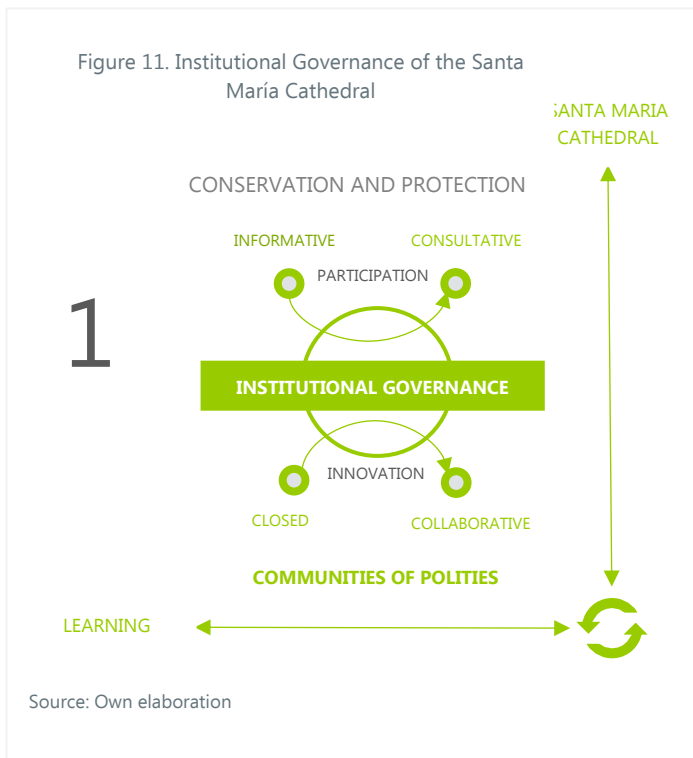 Figure 11. Institutional Governance of the Santa
María Cathedral
SANTA MARIA
CATHEDRAL
CONSERVATION AND PROTECTION
INFORMATIVE
CONSULTATIVE
PARTICIPATION
1
INSTITUTIONAL GOVERNANCE
INNOVATION
CLOSED
COLLABORATIVE
COMMUNITIES OF POLITIES
LEARNING
Source: Own elaboration